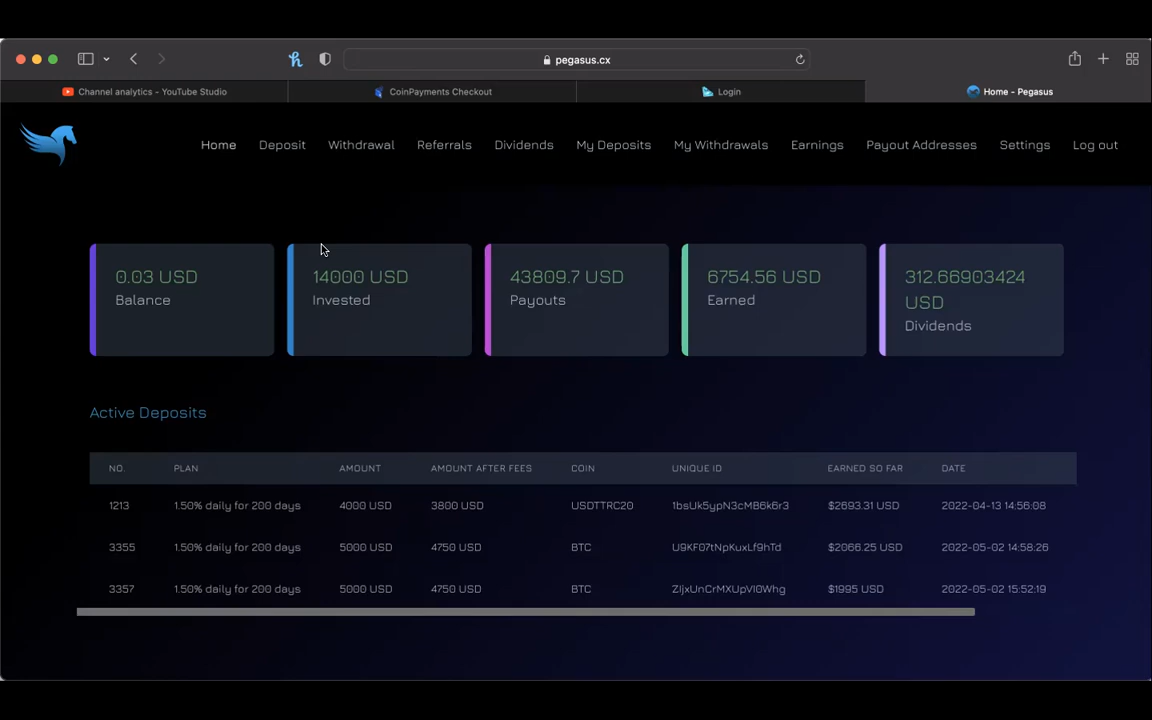 pegasus.cx
Channel analytics - YouTube Studio
CoinPayments Checkout
Login
Home - Pegasus
Home Deposit Withdrawal Referrals Dividends My Deposits My Withdrawals Earnings Payout Addresses Settings Log out
0.03 USD
Balance
14000 USD
Invested
43809.7 USD
Payouts
6754.56 USD
Earned
312.66903424
USD
Dividends
Active Deposits
NO. PLAN AMOUNT AMOUNT AFTER FEES COIN UNIQUE ID EARNED SO FAR DATE
1213 1.50% daily for 200 days 4000 USD 3800 USD USDTTRC20 1bsUk5ypN3cMB6k6r3 $2693.31 USD 2022-04-13 14:56:08
3355 1.50% daily for 200 days 5000 USD 4750 USD BTC U9KF07tNpKuxLf9hTd $2066.25 USD 2022-05-02 14:58:26
3357 1.50% daily for 200 days 5000 USD 4750 USD BTC ZIjxUnCrMXUpVI0Whg $1995 USD 2022-05-02 15:52:19